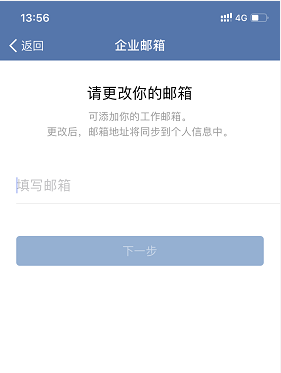 13:56 4G
返回 企业邮箱
请更改你的邮箱
可添加你的工作邮箱。
更改后，邮箱地址将同步到个人信息中。
填写邮箱
下一步